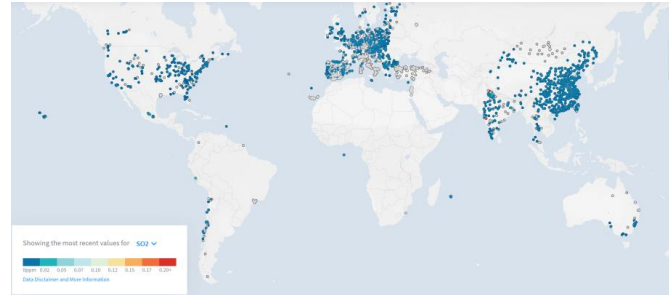 Showing the most recent values for SO2
0ppm 0.02 0.05 0.07 0.10 0.12 0.15 0.17 0.20+
Data Disclaimer and More Information